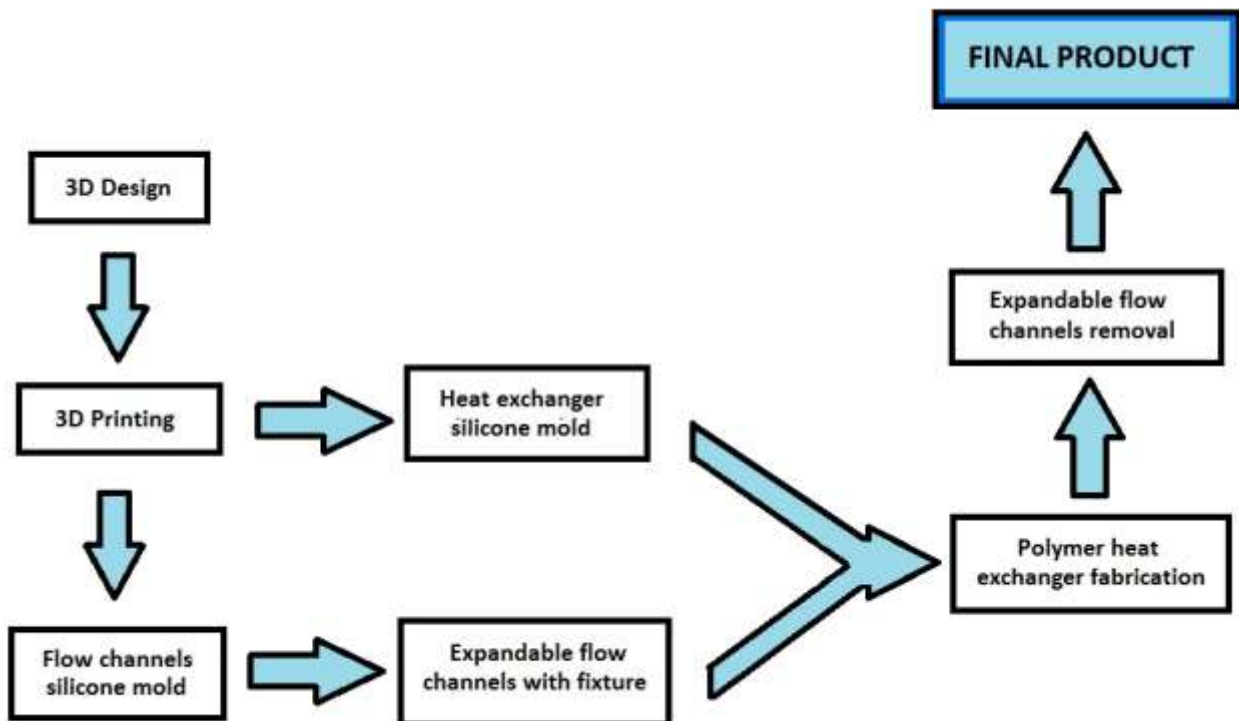 FINAL PRODUCT
3D Design
Expandable flow
channels removal
3D Printing
Heat exchanger
silicone mold
Polymer heat
exchanger fabrication
Flow channels
silicone mold
Expandable flow
channels with fixture